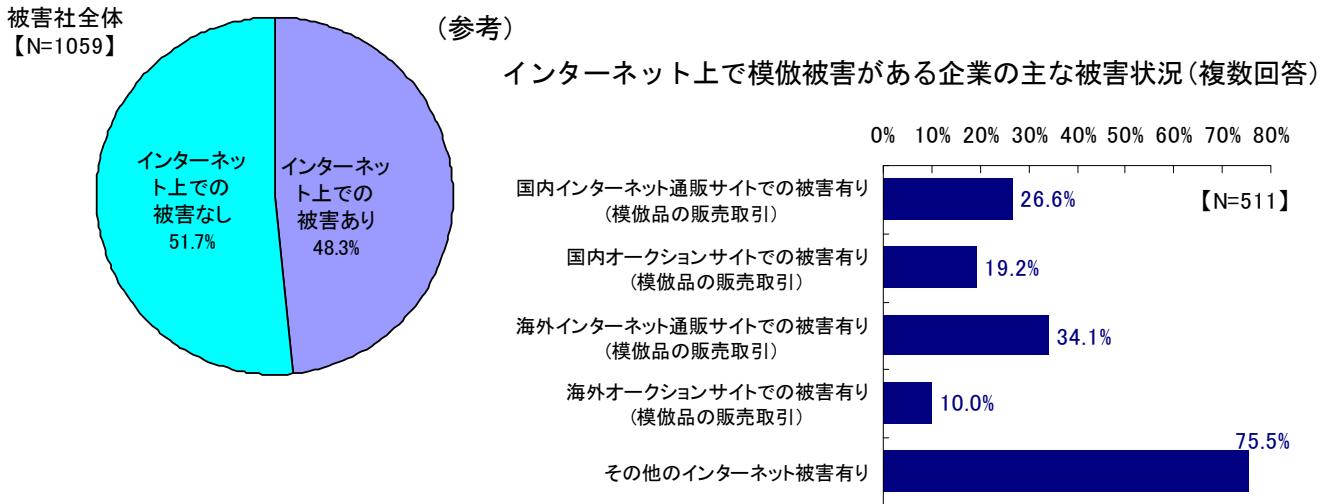 被害社全体
【N=1059】
インターネッ
ト上での
被害なし
51.7%
インターネッ
ト上での
被害あり
48.3%
(参考)
インターネット上で模倣被害がある企業の主な被害状況(複数回答)
0% 10% 20% 30% 40% 50% 60% 70% 80%
【N=511】
国内インターネット通販サイトでの被害有り
(模倣品の販売取引)
26.6%
国内オークションサイトでの被害有り
(模倣品の販売取引)
19.2%
海外インターネット通販サイトでの被害有り
(模倣品の販売取引)
34.1%
海外オークションサイトでの被害有り
(模倣品の販売取引)
10.0%
その他のインターネット被害有り
75.5%